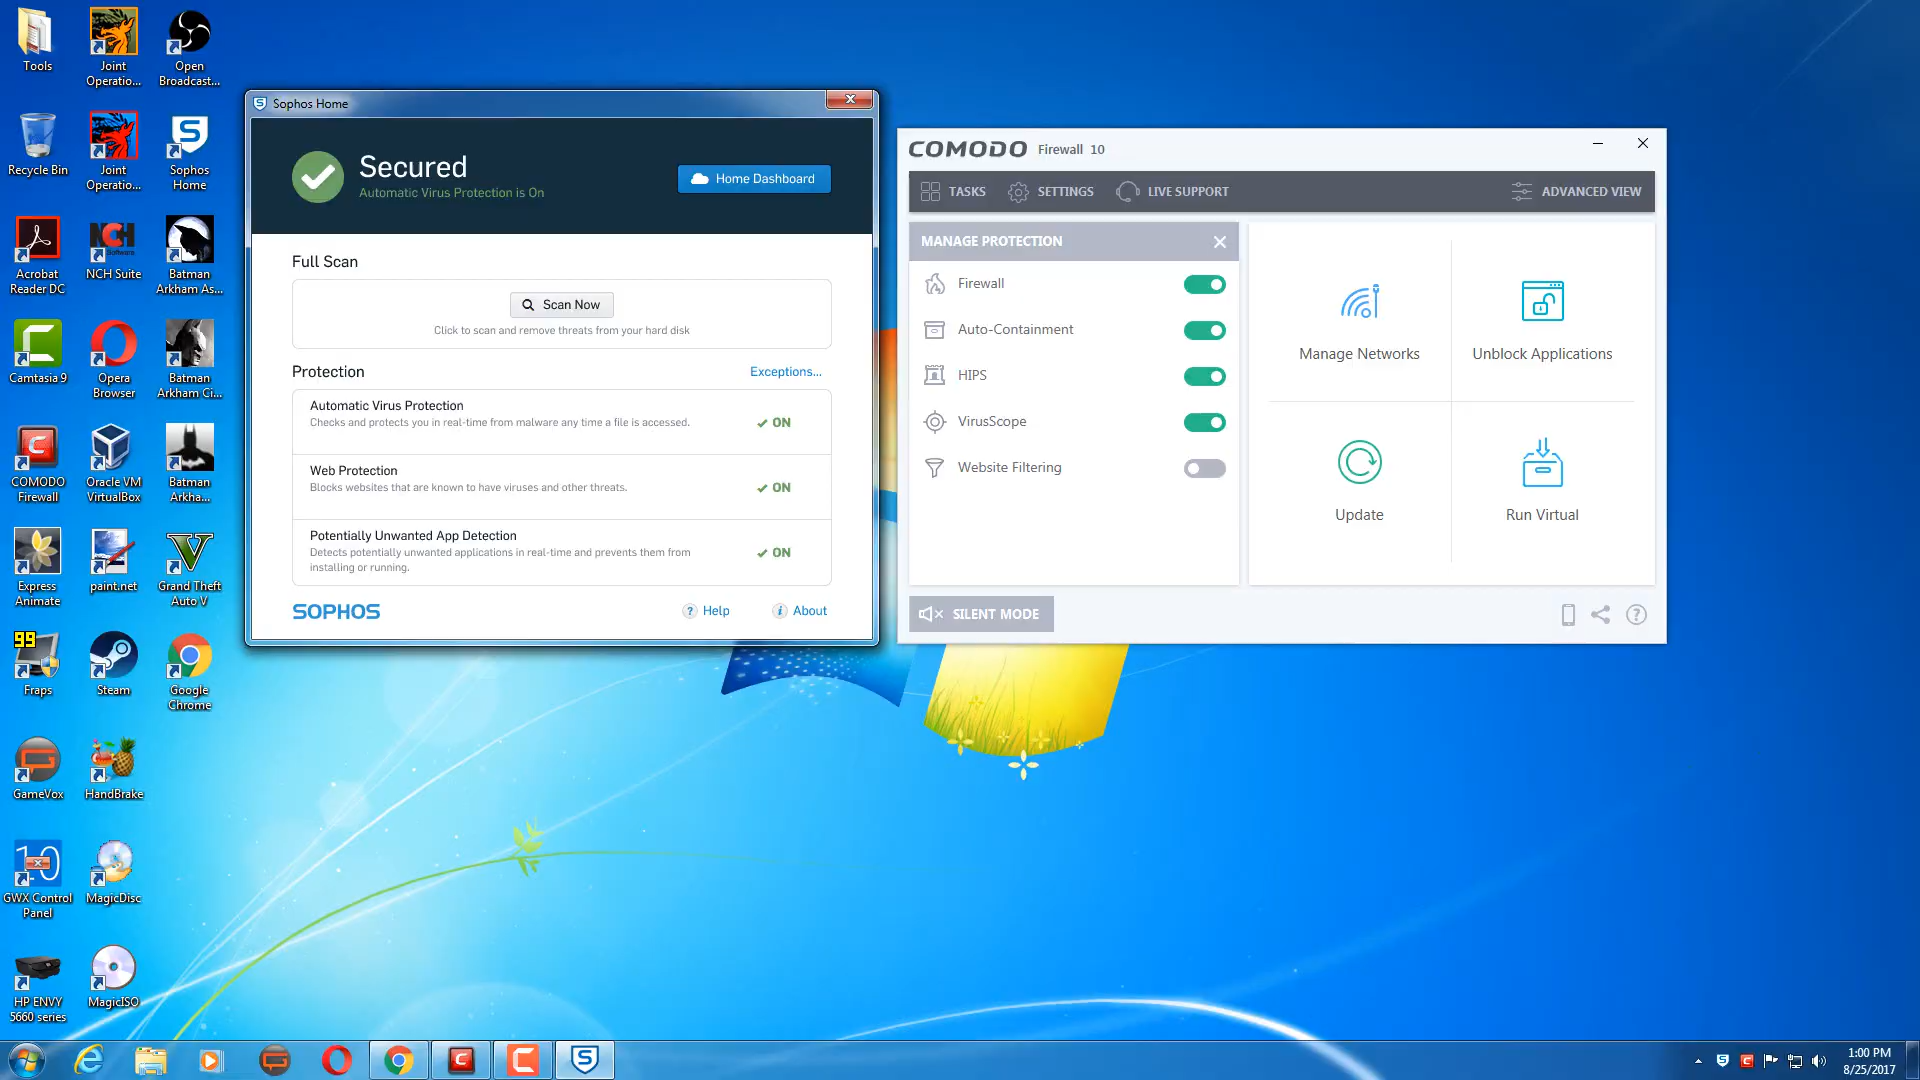 Tools
Joint
Operatio...
Open
Broadcast...
Recycle Bin
Joint
Operatio...
Sophos
Home
Acrobat
Reader DC
NCH Suite
Batman
Arkham As...
Camtasia 9
Opera
Browser
Batman
Arkham Ci...
COMODO
Firewall
Oracle VM
VirtualBox
Batman
Arkha...
Express
Animate
paint.net
Grand Theft
Auto V
99
Fraps
Steam
Google
Chrome
GameVox
HandBrake
GWX Control
Panel
MagicDisc
HP ENVY
5660 series
MagicISO
Sophos Home
Secured
Automatic Virus Protection is On
Home Dashboard
Full Scan
Scan Now
Click to scan and remove threats from your hard disk
Protection
Exceptions...
Automatic Virus Protection
Checks and protects you in real-time from malware any time a file is accessed.
ON
Web Protection
Blocks websites that are known to have viruses and other threats.
ON
Potentially Unwanted App Detection
Detects potentially unwanted applications in real-time and prevents them from
installing or running.
ON
SOPHOS
Help
About
COMODO Firewall 10
TASKS
SETTINGS
LIVE SUPPORT
ADVANCED VIEW
MANAGE PROTECTION
Firewall
Auto-Containment
HIPS
VirusScope
Website Filtering
Manage Networks
Unblock Applications
Update
Run Virtual
SILENT MODE
1:00 PM
8/25/2017